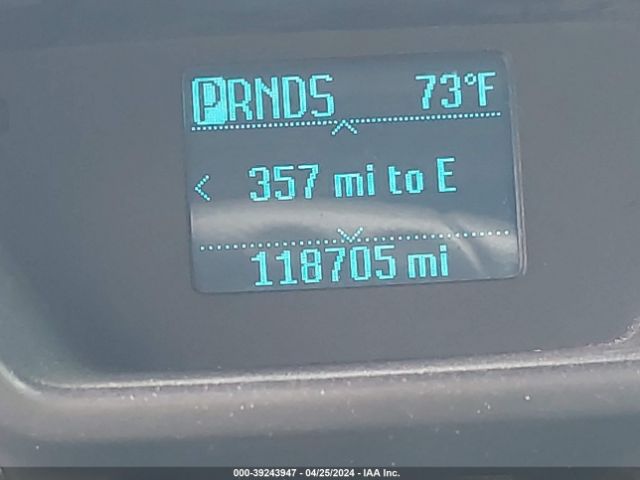 PRNDS 73°F
< 357 mi to E
118705 mi
000-39243947 - 04/25/2024 - IAA Inc.